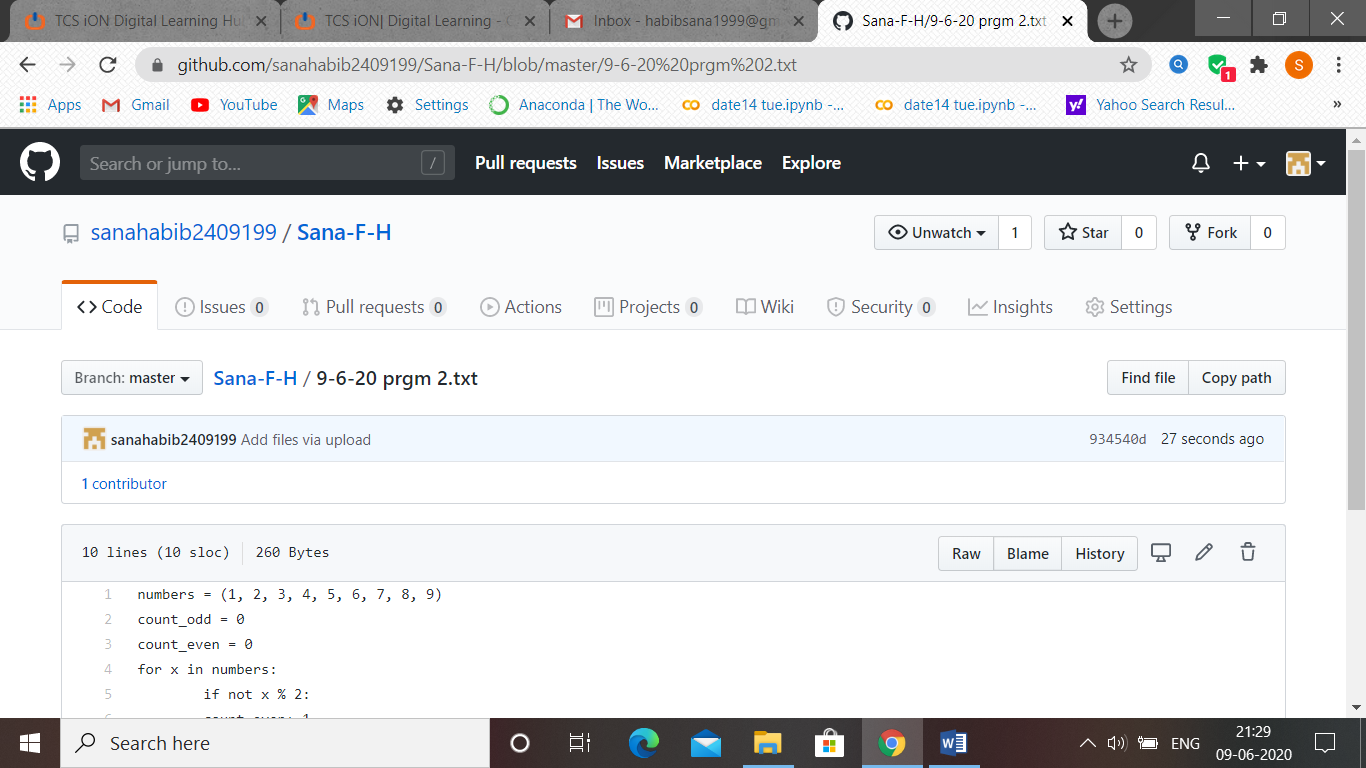 TCS iON Digital Learning Hu
TCS iON| Digital Learning -
Inbox - habibsana1999@gm
Sana-F-H/9-6-20 prgm 2.txt
github.com/sanahabib2409199/Sana-F-H/blob/master/9-6-20%20prgm%202.txt
1
S
Apps
Gmail
YouTube
Maps
Settings
Anaconda | The Wo...
date14 tue.ipynb -...
date14 tue.ipynb -...
Yahoo Search Resul...
»
Search or jump to...
/
Pull requests
Issues
Marketplace
Explore
sanahabib2409199 / Sana-F-H
Unwatch
1
Star
0
Fork
0
Code
Issues 0
Pull requests 0
Actions
Projects 0
Wiki
Security 0
Insights
Settings
Branch: master
Sana-F-H / 9-6-20 prgm 2.txt
Find file
Copy path
sanahabib2409199 Add files via upload
934540d
27 seconds ago
1 contributor
10 lines (10 sloc)
260 Bytes
Raw
Blame
History
1 numbers = (1, 2, 3, 4, 5, 6, 7, 8, 9)
2 count_odd = 0
3 count_even = 0
4 for x in numbers:
5 if not x % 2:
Search here
ENG
21:29
09-06-2020